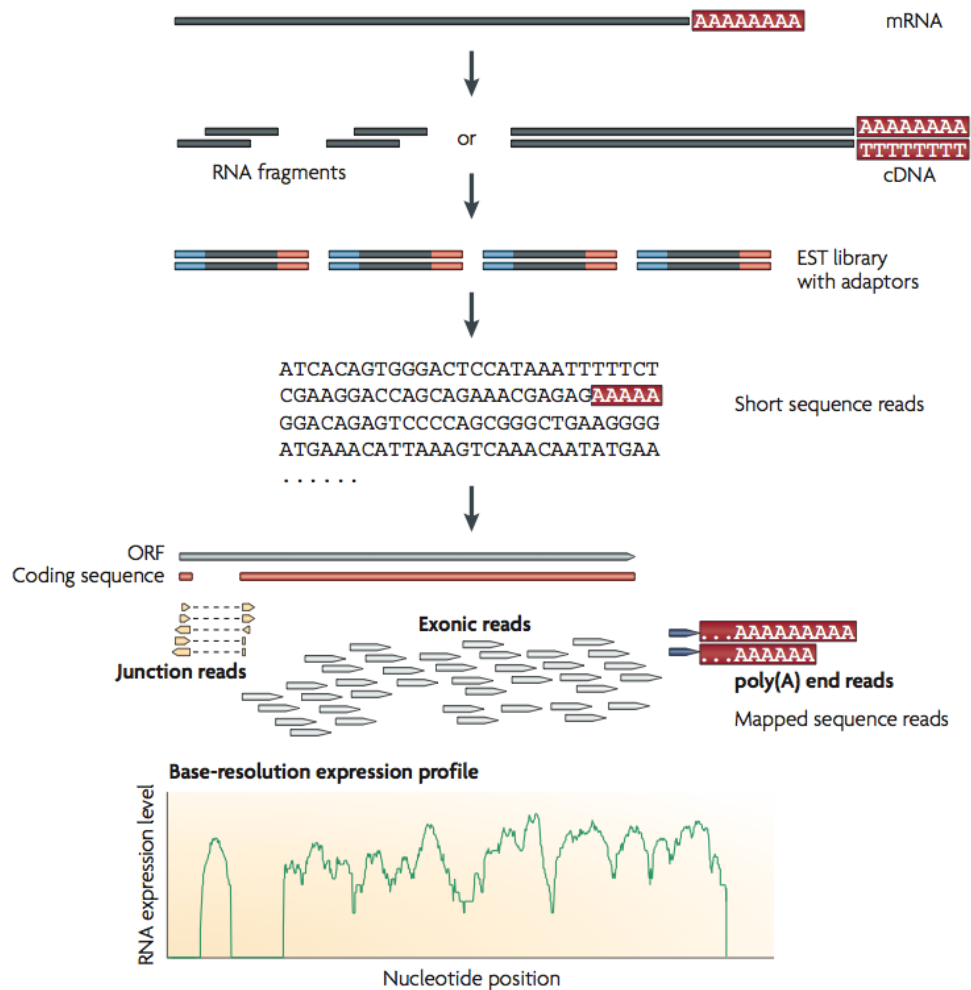 AAAAAAAA mRNA
AAAAAAAA
or
TTTTTTTT
RNA fragments
cDNA
EST library
with adaptors
ATCACAGTGGGACTCCATAAATTTTTCT
CGAAGGACCAGCAGAAACGAGAGAAAAA
Short sequence reads
GGACAGAGTCCCCAGCGGGCTGAAGGGG
ATGAAACATTAAAGTCAAACAATATGAA
......
ORF
Coding sequence
Exonic reads
...AAAAAAAAA
...AAAAAA
Junction reads
poly(A) end reads
Mapped sequence reads
Base-resolution expression profile
RNA expression level
Nucleotide position